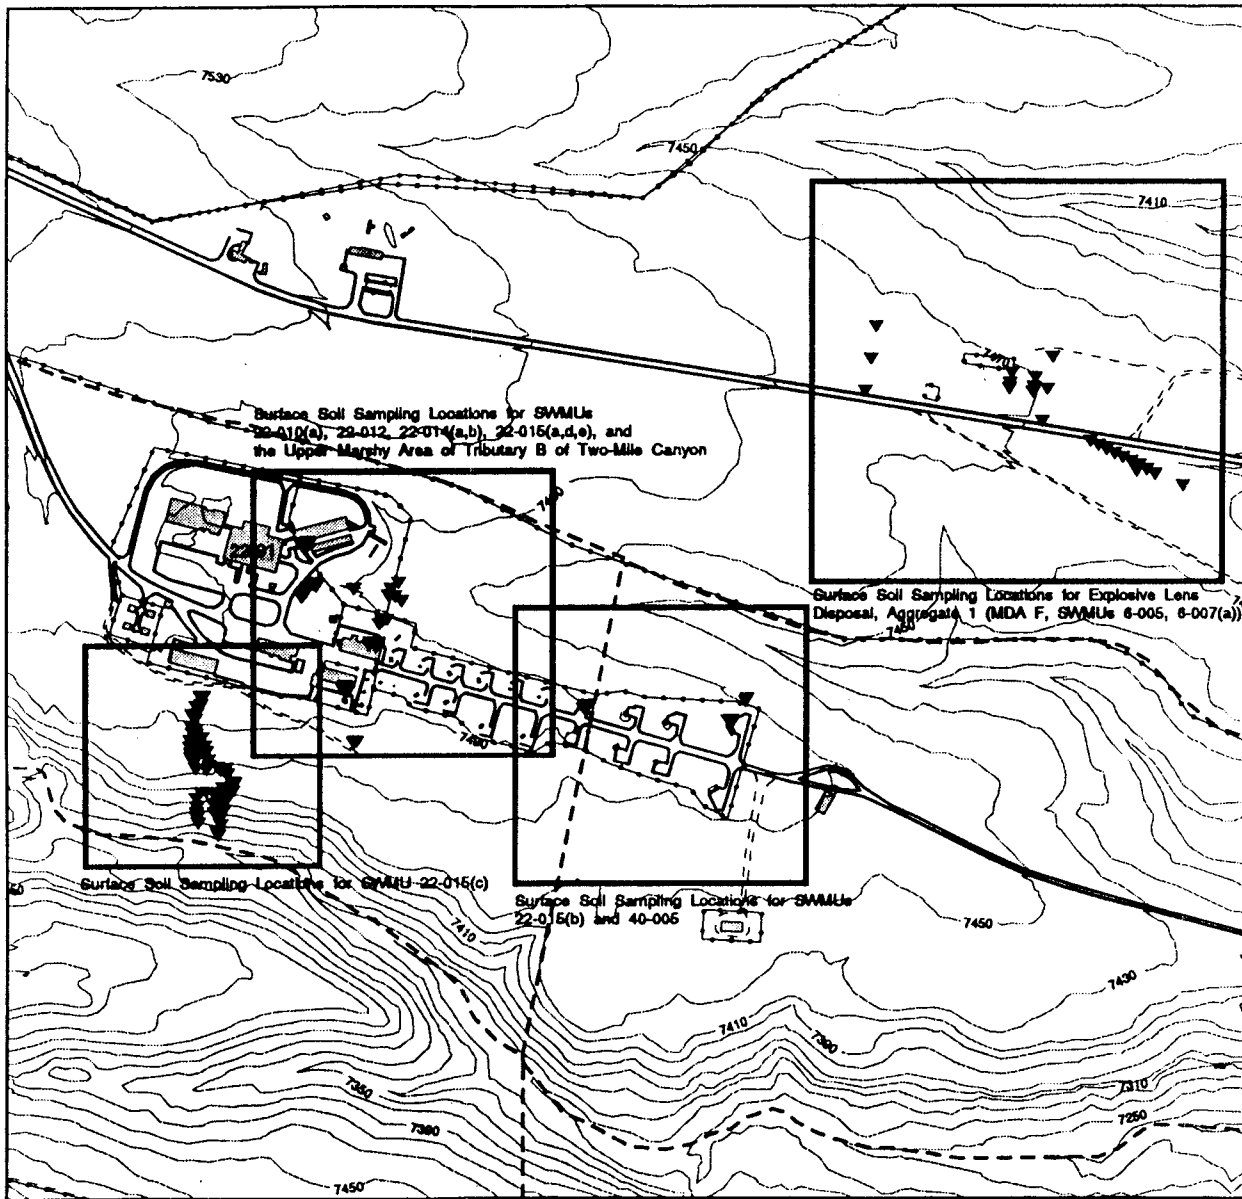 7530
7450
7410
7470
Surface Soil Sampling Locations for SWMUs
22-010(a), 22-012, 22-014(a,b), 22-015(a,d,e), and
the Upper Marshy Area of Tributary B of Two-Mile Canyon
Surface Soil Sampling Locations for Explosive Lens
Disposal, Aggregate 1 (MDA F, SWMUs 6-005, 6-007(a))
7450
7490
Surface Soil Sampling Locations for SWMU 22-015(c)
Surface Soil Sampling Locations for SWMUs
22-015(b) and 40-005
7410
7450
7430
7410
7390
7350
7310
7390
7250
7450